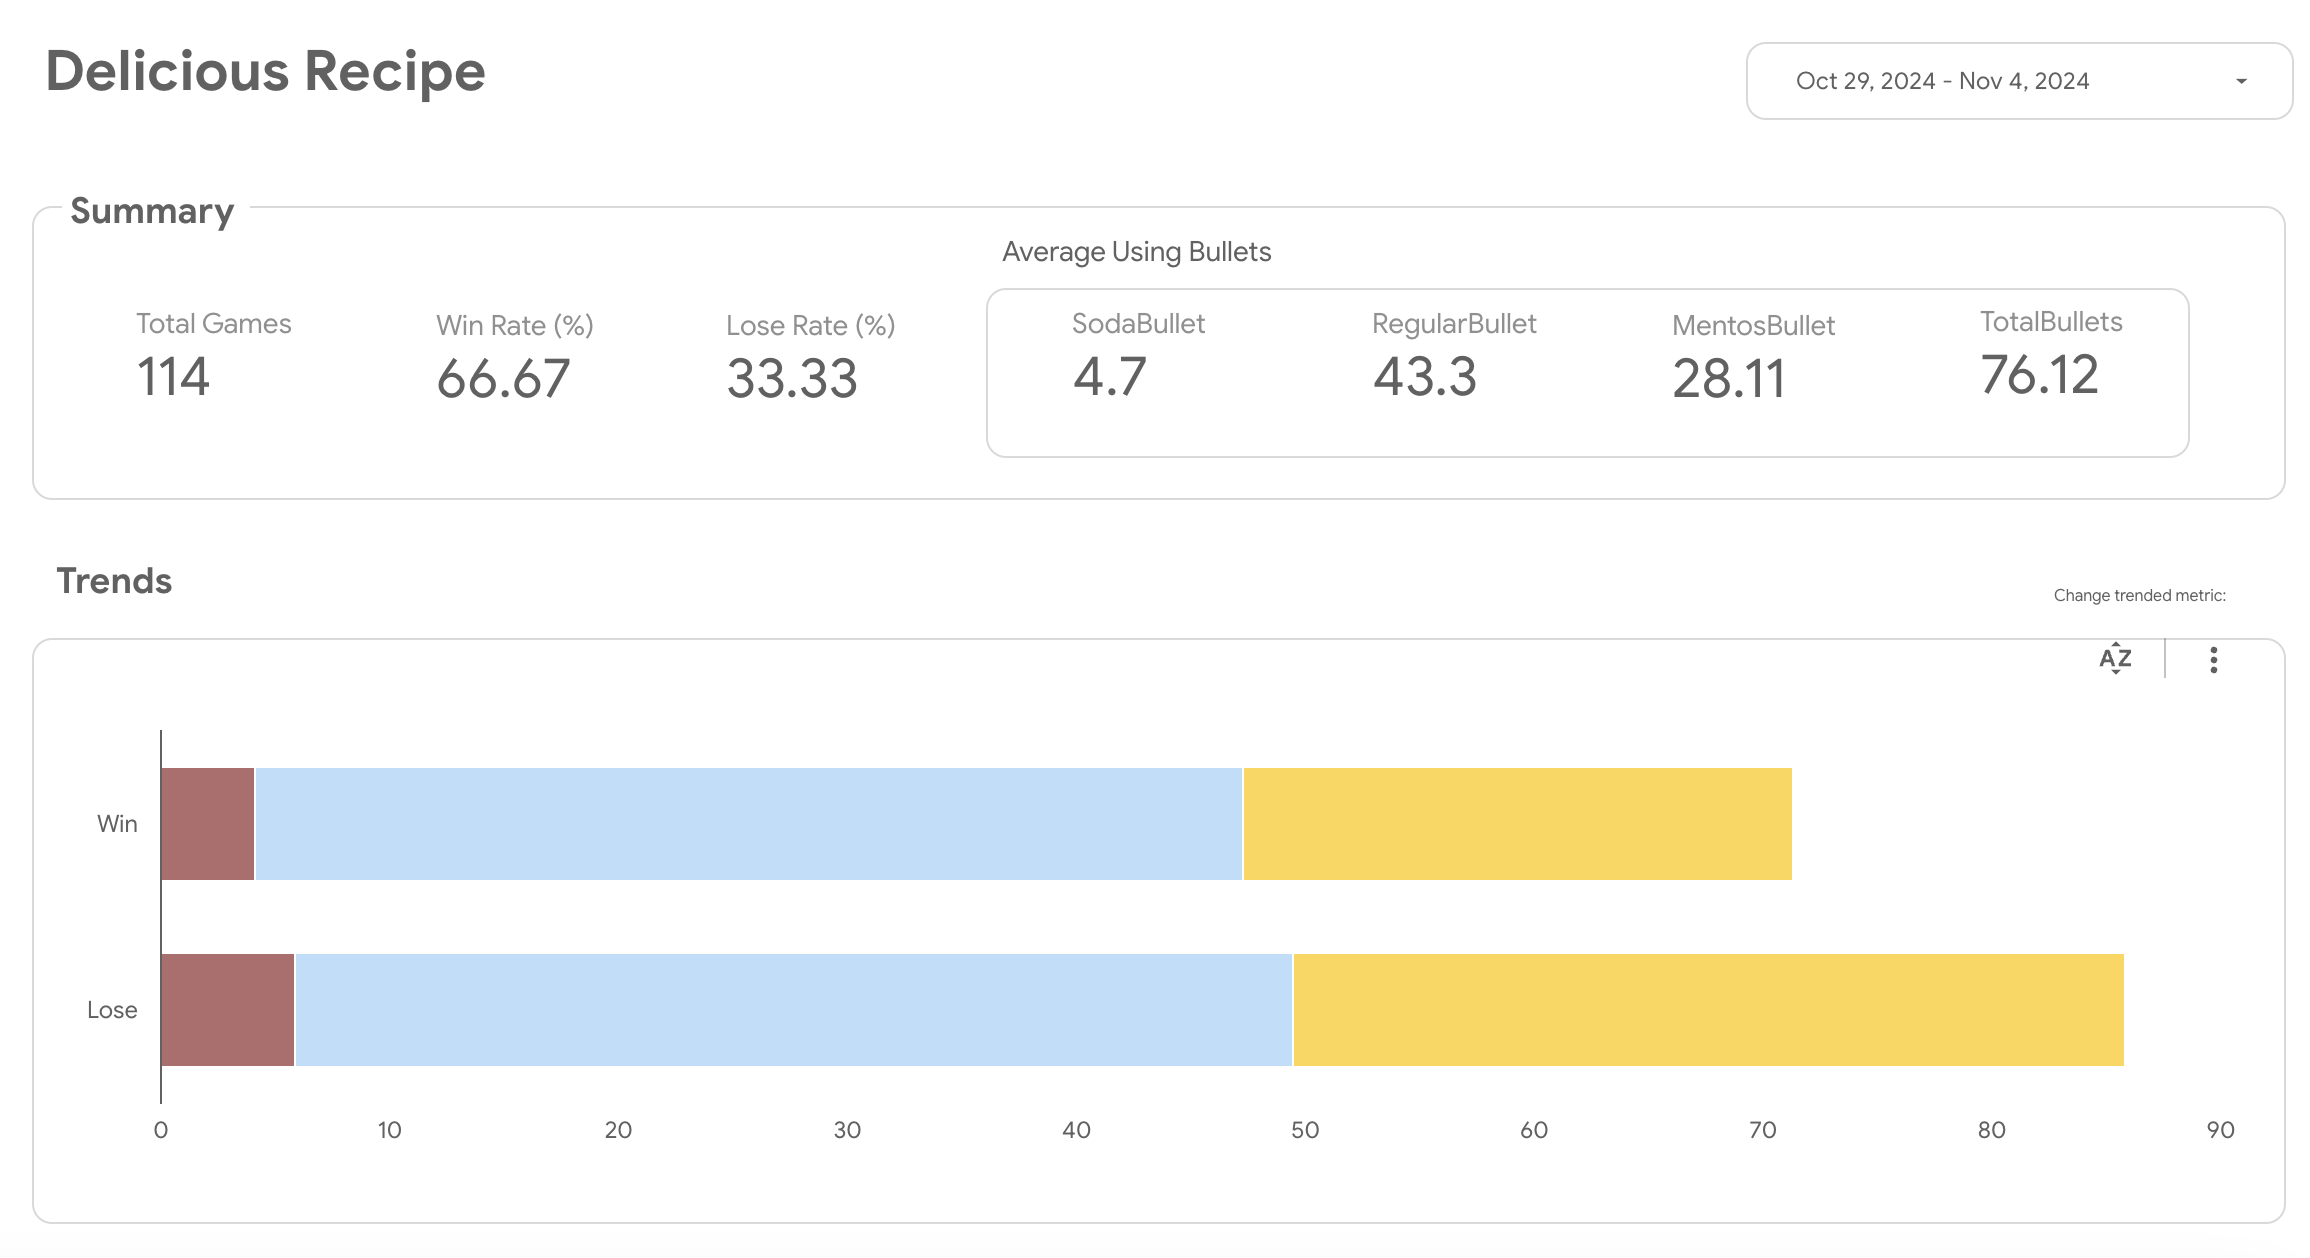 Delicious Recipe
Oct 29, 2024 - Nov 4, 2024
Summary
Average Using Bullets
Total Games
114
Win Rate (%)
66.67
Lose Rate (%)
33.33
SodaBullet
4.7
RegularBullet
43.3
MentosBullet
28.11
TotalBullets
76.12
Trends
Change trended metric:
AZ
Win
Lose
0 10 20 30 40 50 60 70 80 90